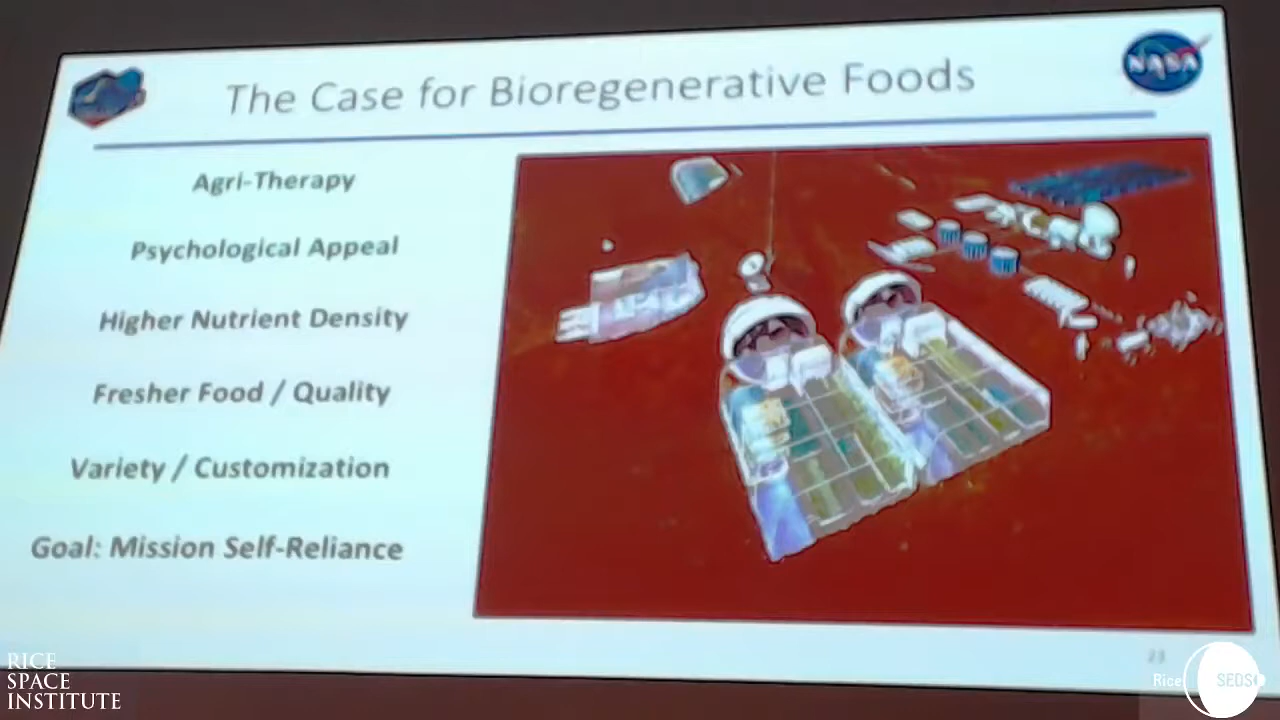 The Case for Bioregenerative Foods
NASA
Agri-Therapy
Psychological Appeal
Higher Nutrient Density
Fresher Food / Quality
Variety / Customization
Goal: Mission Self-Reliance
23
RICE
SPACE
INSTITUTE
Rice SEDS